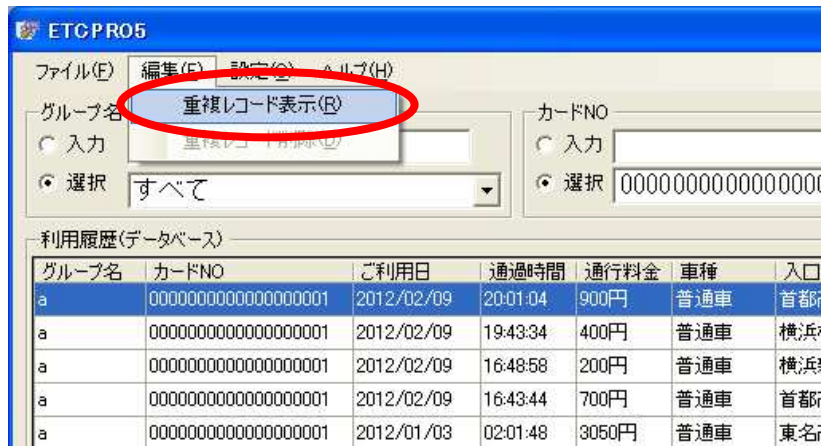 ETCPRO5
ファイル(F) 編集(E) 設定(O) ヘルプ(H)
重複レコード表示(R)
重複レコード削除(D)
グループ名
入力
選択 すべて
カードNO
入力
選択
利用履歴(データベース)
グループ名 カードNO ご利用日 通過時間 通行料金 車種 入口
a 0000000000000000001 2012/02/09 20:01:04 900円 普通車 首都
a 0000000000000000001 2012/02/09 19:43:34 400円 普通車 横浜
a 0000000000000000001 2012/02/09 16:48:58 200円 普通車 横浜
a 0000000000000000001 2012/02/09 16:43:44 700円 普通車 首都
a 0000000000000000001 2012/01/03 02:01:48 3050円 普通車 東名